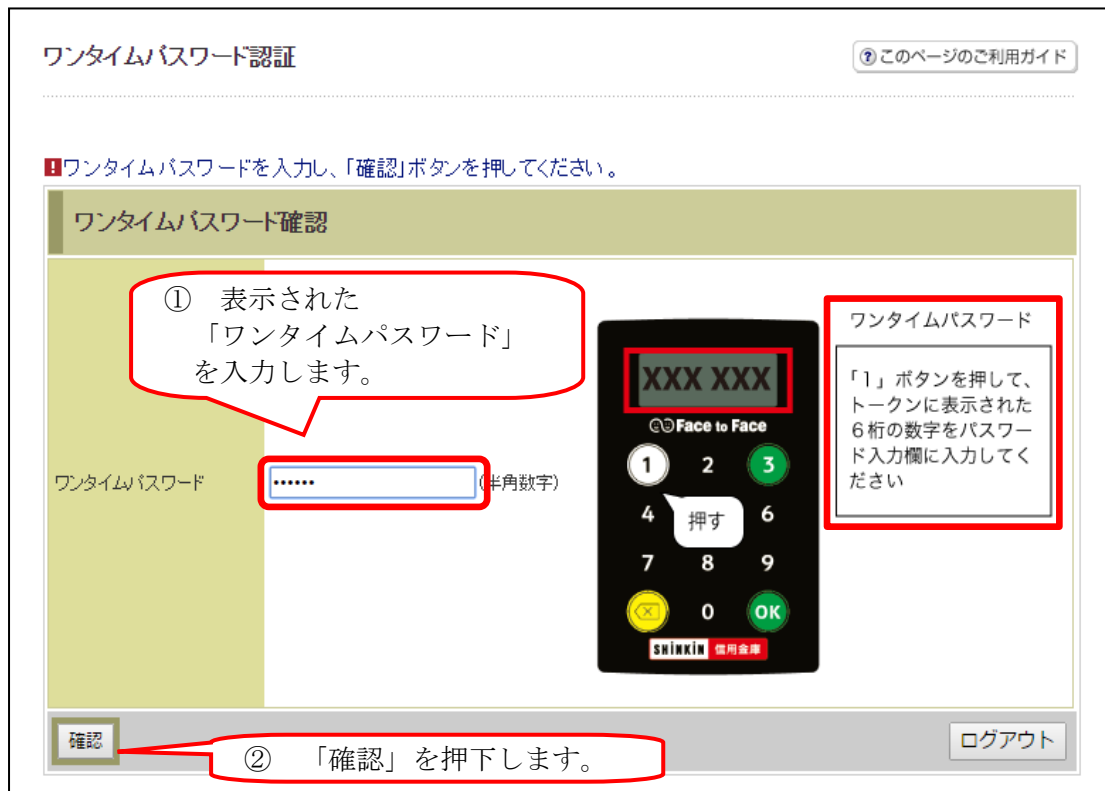 ワンタイムパスワード認証
?このページのご利用ガイド
!ワンタイムパスワードを入力し、「確認」ボタンを押してください。
ワンタイムパスワード確認
① 表示された
「ワンタイムパスワード」
を入力します。
ワンタイムパスワード
••••••
(半角数字)
XXX XXX
Face to Face
1 2 3
4 押す 6
7 8 9
0 OK
SHiNKiN 信用金庫
ワンタイムパスワード
「1」ボタンを押して、
トークンに表示された
6桁の数字をパスワー
ド入力欄に入力してく
ださい
確認
② 「確認」を押下します。
ログアウト